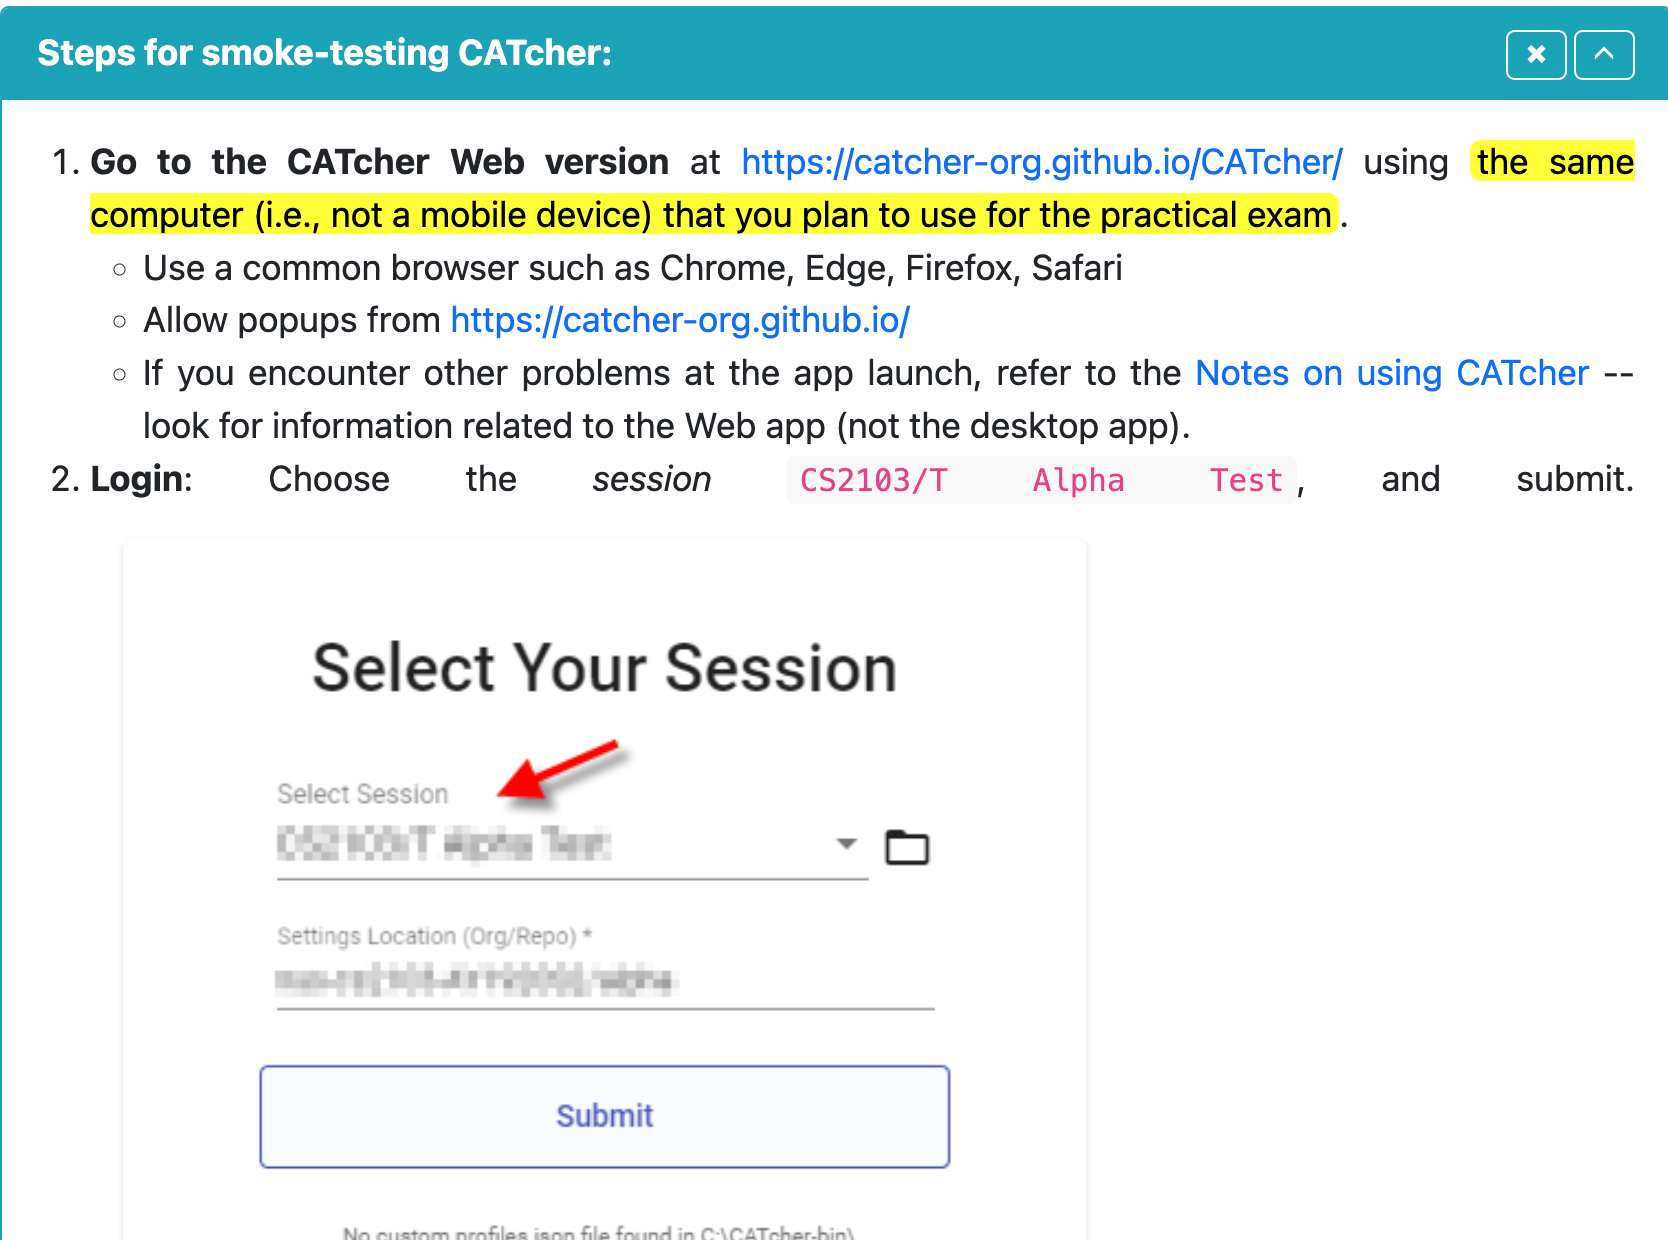 Steps for smoke-testing CATcher:
1. Go to the CATcher Web version at https://catcher-org.github.io/CATcher/ using the same
computer (i.e., not a mobile device) that you plan to use for the practical exam.
Use a common browser such as Chrome, Edge, Firefox, Safari
Allow popups from https://catcher-org.github.io/
If you encounter other problems at the app launch, refer to the Notes on using CATcher --
look for information related to the Web app (not the desktop app).
2. Login: Choose the session CS2103/T Alpha Test, and submit.
Select Your Session
Select Session
Settings Location (Org/Repo) *
Submit
No custom profiles json file found in C:\CATcher-bin\